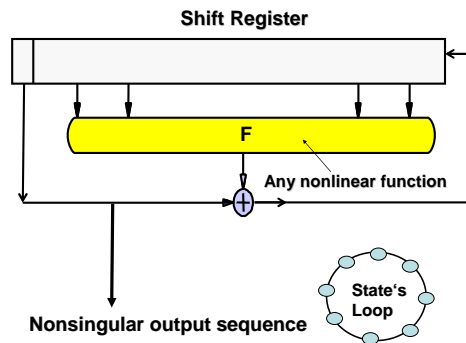 Shift Register
F
Any nonlinear function
+
Nonsingular output sequence
State‘s
Loop